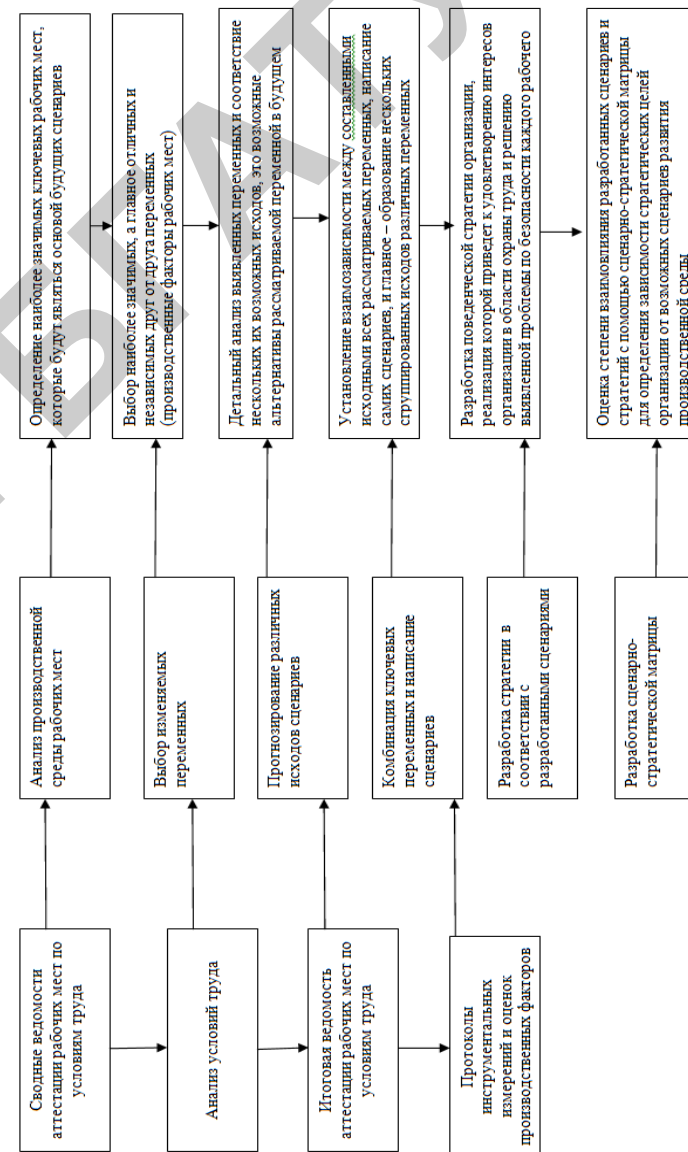 Сводные ведомости
аттестации рабочих мест по
условиям труда
Анализ условий труда
Итоговая ведомость
аттестации рабочих мест по
условиям труда
Протоколы
инструментальных
измерений и оценок
производственных факторов
Анализ производственной
среды рабочих мест
Выбор изменяемых
переменных
Прогнозирование различных
исходов сценариев
Комбинация ключевых
переменных и написание
сценариев
Разработка стратегии в
соответствии с
разработанными сценариями
Разработка сценарно-
стратегической матрицы
Определение наиболее значимых ключевых рабочих мест,
которые будут являться основой будущих сценариев
Выбор наиболее значимых, а главное отличных и
независимых друг от друга переменных
(производственные факторы рабочих мест)
Детальный анализ выявленных переменных и соответствие
нескольких их возможных исходов, это возможные
альтернативы рассматриваемой переменной в будущем
Установление взаимозависимости между составленными
исходными всех рассматриваемых переменных, написание
самих сценариев, и главное – образование нескольких
сгруппированных исходов различных переменных
Разработка поведенческой стратегии организации,
реализация которой приведет к удовлетворению интересов
организации в области охраны труда и решению
выявленной проблемы по безопасности каждого рабочего
Оценка степени взаимовлияния разработанных сценариев и
стратегий с помощью сценарно-стратегической матрицы
для определения зависимости стратегических целей
организации от возможных сценариев развития
производственной среды
БГАТУ